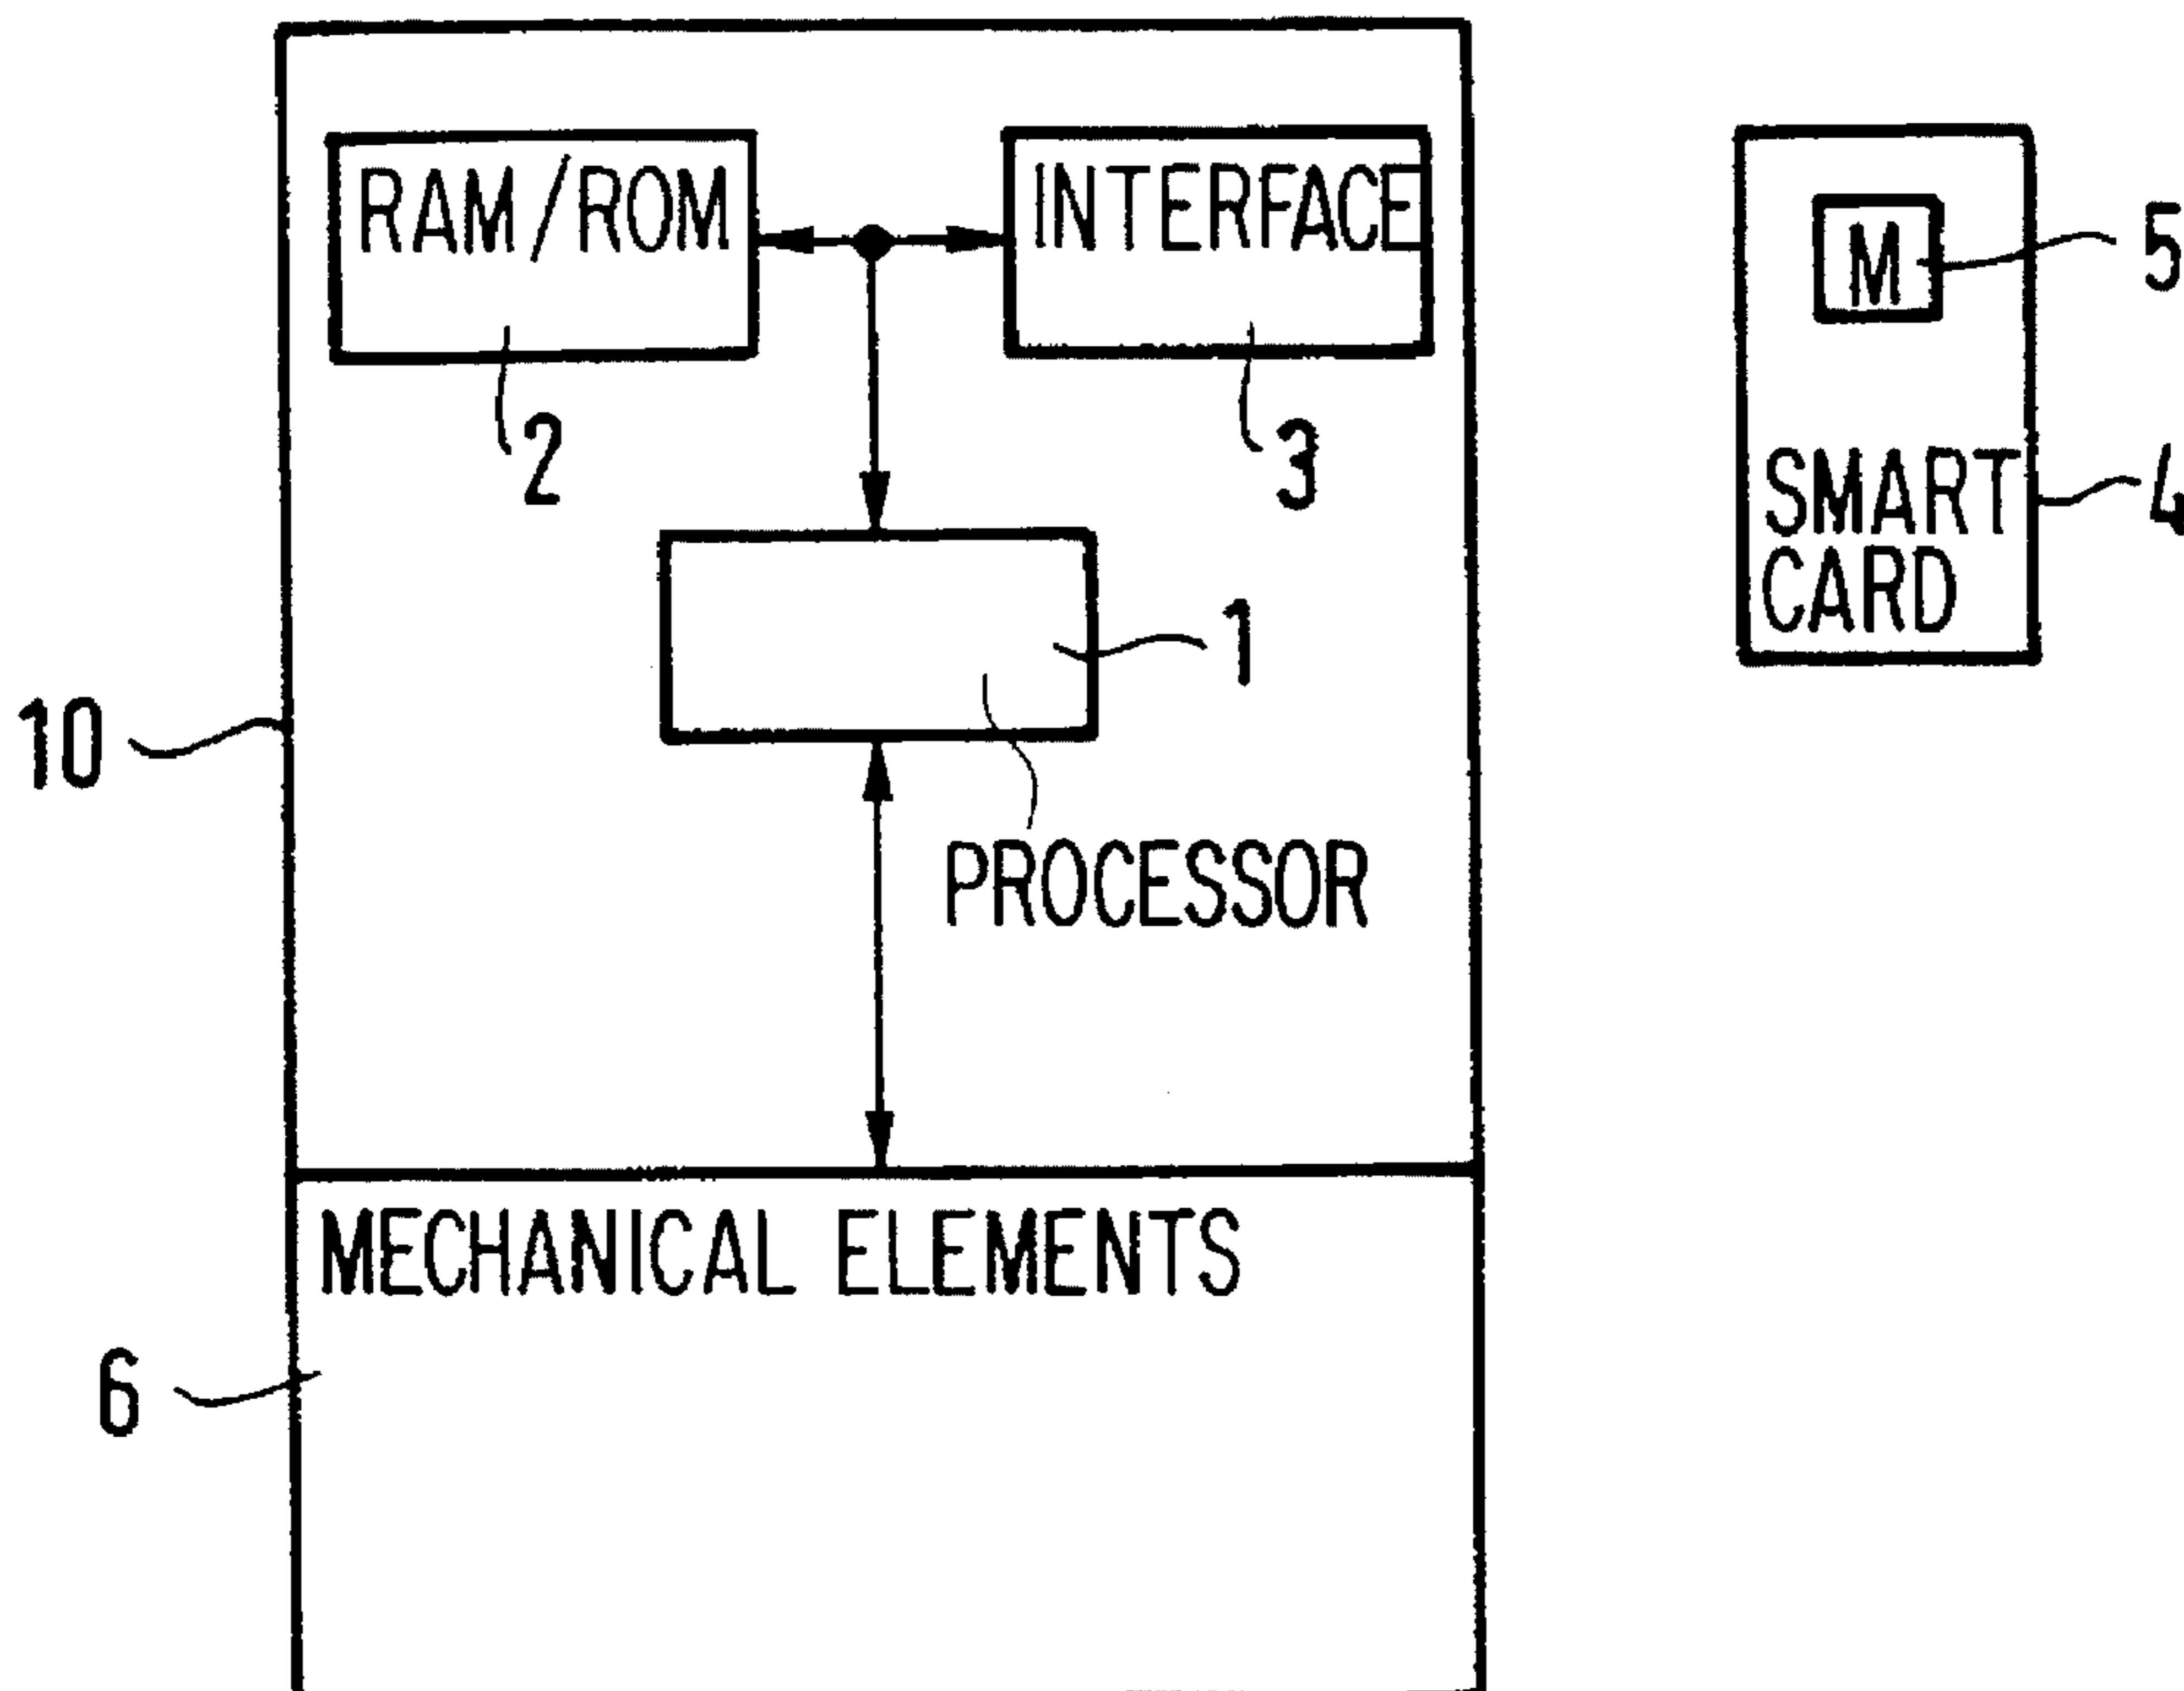 RAM/ROM
INTERFACE
M
5
2
3
SMART
CARD
4
1
10
PROCESSOR
MECHANICAL ELEMENTS
6